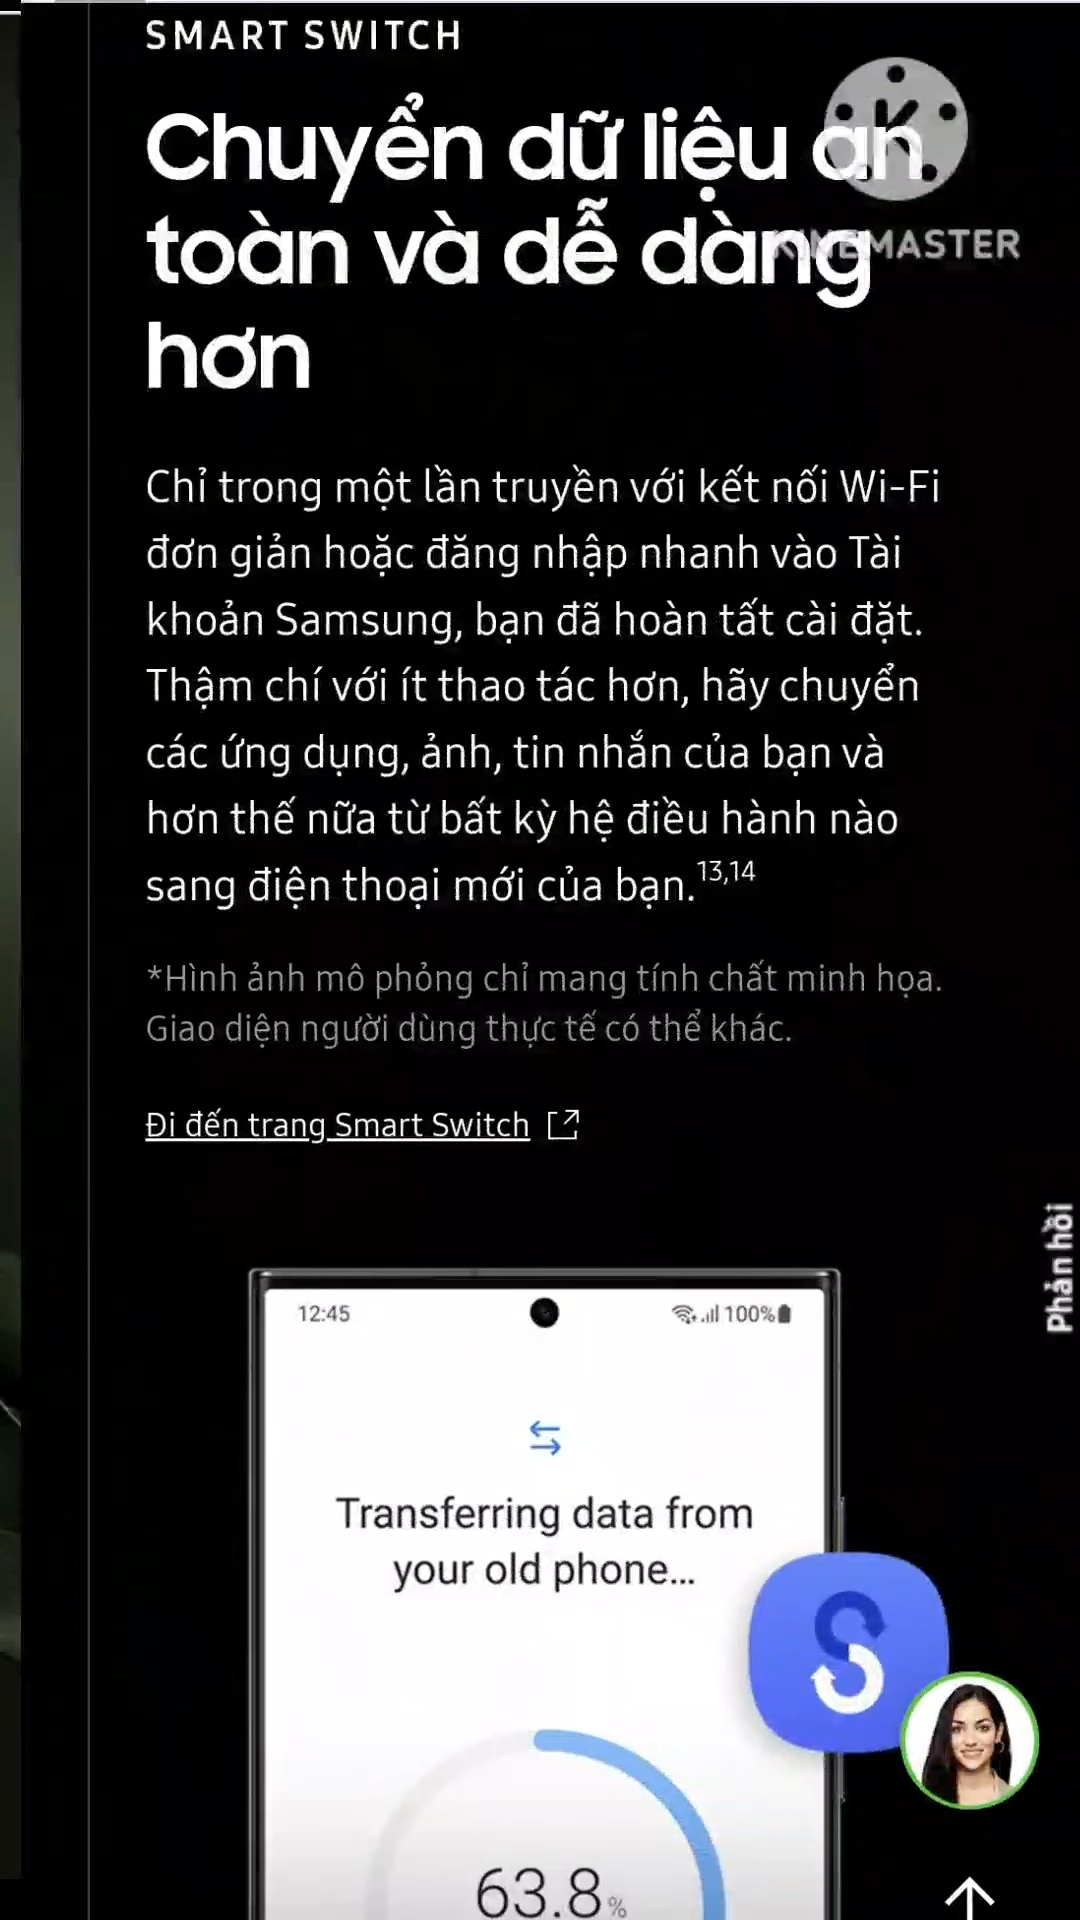 SMART SWITCH
Chuyển dữ liệu an
toàn và dễ dàng
hơn
KINEMASTER
Chỉ trong một lần truyền với kết nối Wi-Fi
đơn giản hoặc đăng nhập nhanh vào Tài
khoản Samsung, bạn đã hoàn tất cài đặt.
Thậm chí với ít thao tác hơn, hãy chuyển
các ứng dụng, ảnh, tin nhắn của bạn và
hơn thế nữa từ bất kỳ hệ điều hành nào
sang điện thoại mới của bạn.13,14
*Hình ảnh mô phỏng chỉ mang tính chất minh họa.
Giao diện người dùng thực tế có thể khác.
Đi đến trang Smart Switch
Phản hồi
12:45
100%
Transferring data from
your old phone...
63.8%